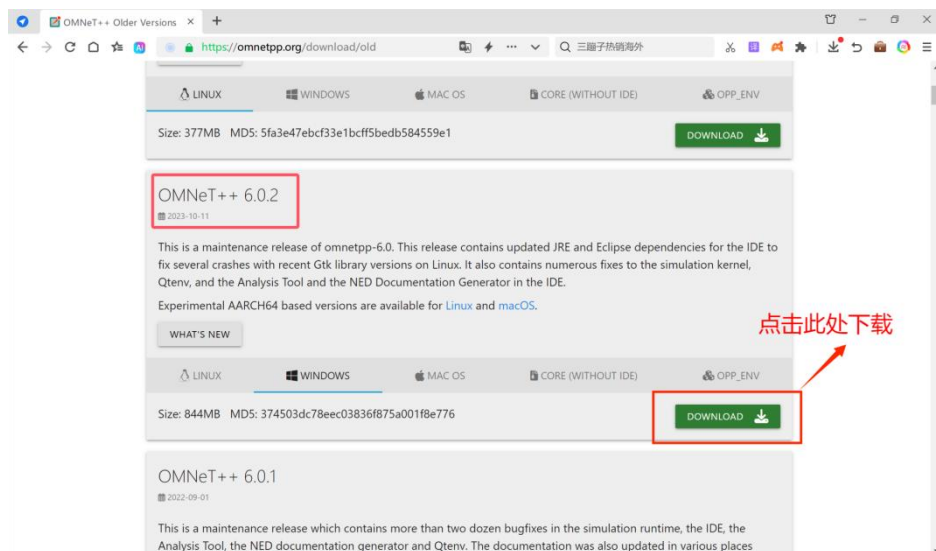 OMNeT++ Older Versions
https://omnetpp.org/download/old
三蹦子热销海外
LINUX WINDOWS MAC OS CORE (WITHOUT IDE) OPP_ENV
Size: 377MB MD5: 5fa3e47ebcf33e1bcff5bedb584559e1
DOWNLOAD
OMNeT++ 6.0.2
2023-10-11
This is a maintenance release of omnetpp-6.0. This release contains updated JRE and Eclipse dependencies for the IDE to
fix several crashes with recent Gtk library versions on Linux. It also contains numerous fixes to the simulation kernel,
Qtenv, and the Analysis Tool and the NED Documentation Generator in the IDE.
Experimental AARCH64 based versions are available for Linux and macOS.
点击此处下载
WHAT'S NEW
LINUX WINDOWS MAC OS CORE (WITHOUT IDE) OPP_ENV
Size: 844MB MD5: 374503dc78eec03836f875a001f8e776
DOWNLOAD
OMNeT++ 6.0.1
2022-09-01
This is a maintenance release which contains more than two dozen bugfixes in the simulation runtime, the IDE, the
Analysis Tool, the NED documentation generator and Qtenv. The documentation was also updated in various places